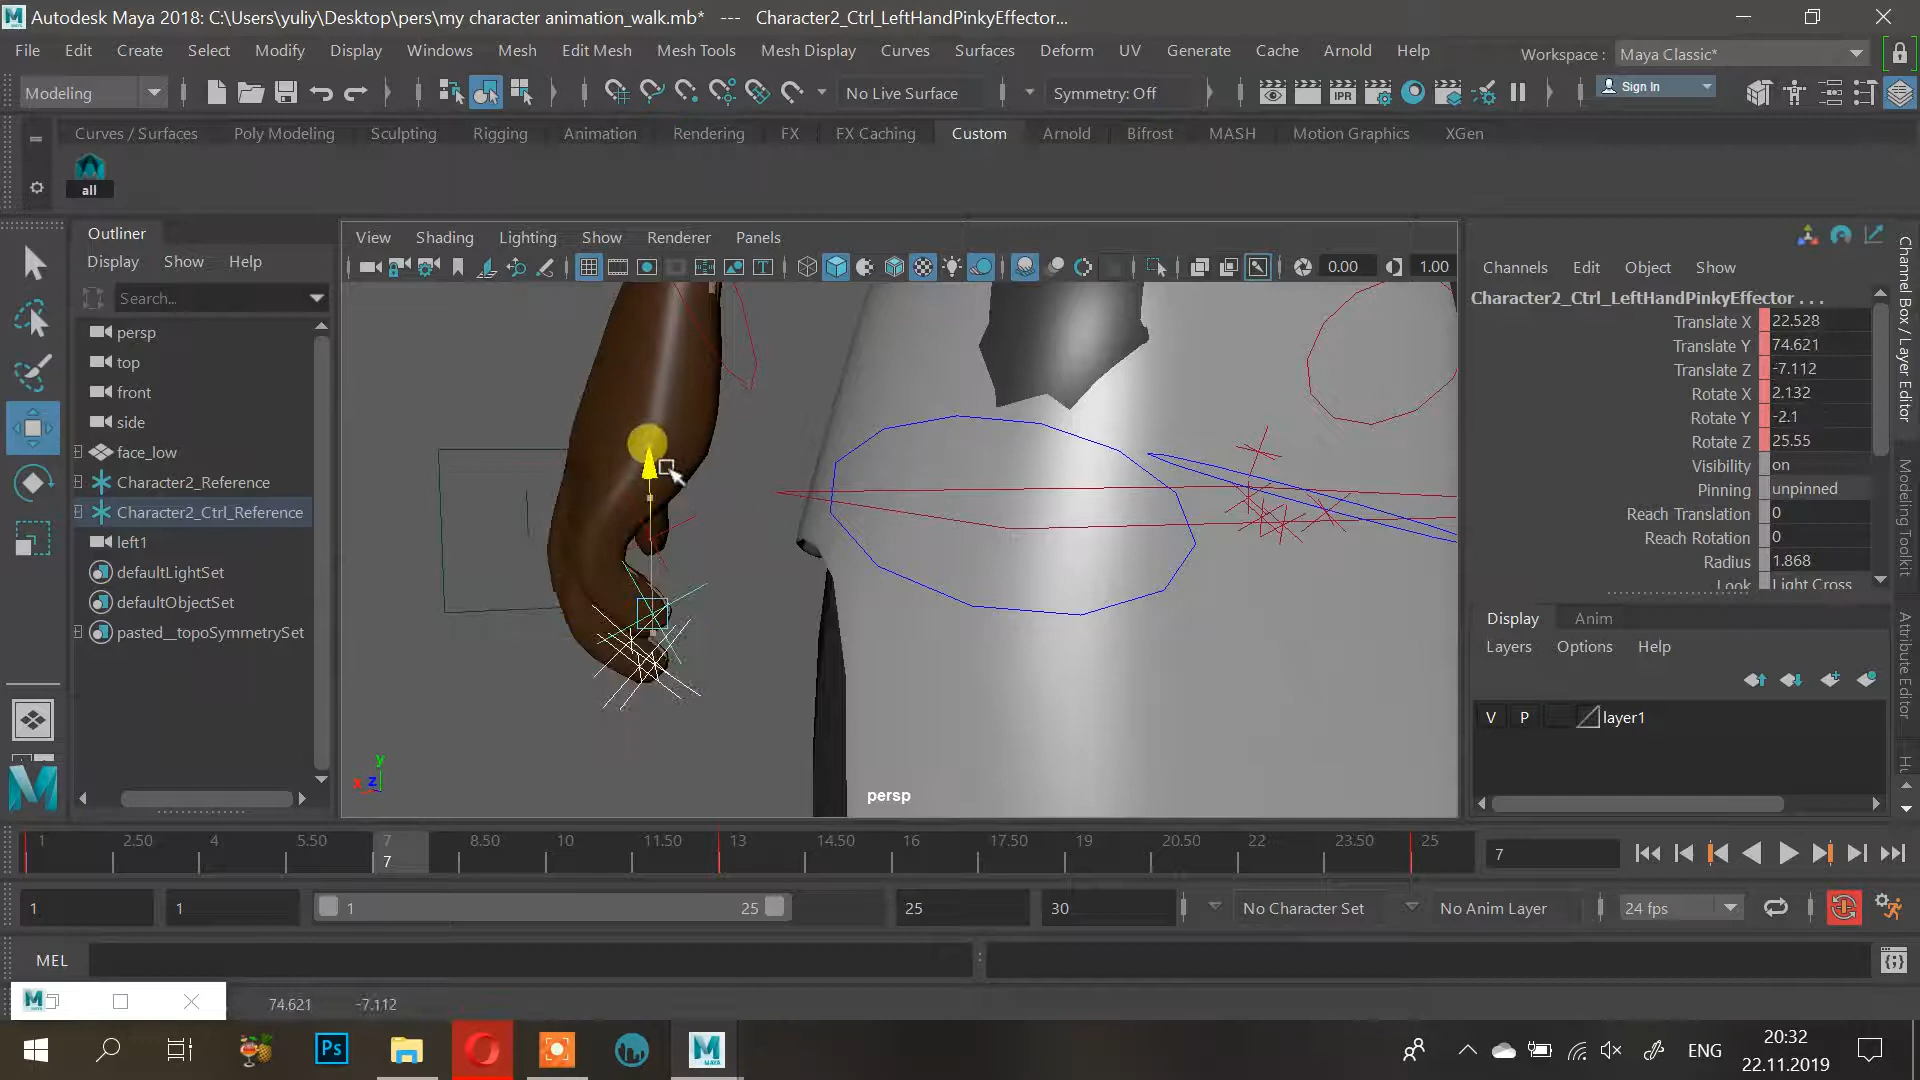 Autodesk Maya 2018: C:\Users\yuliy\Desktop\pers\my character animation_walk.mb* --- Character2_Ctrl_LeftHandPinkyEffector...
File Edit Create Select Modify Display Windows Mesh Edit Mesh Mesh Tools Mesh Display Curves Surfaces Deform UV Generate Cache Arnold Help Workspace : Maya Classic*
Modeling No Live Surface Symmetry: Off IPR Sign In
Curves / Surfaces Poly Modeling Sculpting Rigging Animation Rendering FX FX Caching Custom Arnold Bifrost MASH Motion Graphics XGen
all
Outliner
Display Show Help
Search...
persp
top
front
side
face_low
Character2_Reference
Character2_Ctrl_Reference
left1
defaultLightSet
defaultObjectSet
pasted__topoSymmetrySet
View Shading Lighting Show Renderer Panels
0.00 1.00
y
x z
persp
Channels Edit Object Show
Character2_Ctrl_LeftHandPinkyEffector . . .
Translate X 22.528
Translate Y 74.621
Translate Z -7.112
Rotate X 2.132
Rotate Y -2.1
Rotate Z 25.55
Visibility on
Pinning unpinned
Reach Translation 0
Reach Rotation 0
Radius 1.868
Look Light Cross
Display Anim
Layers Options Help
V P layer1
Channel Box / Layer Editor
Modeling Toolkit
Attribute Editor
1 2.50 4 5.50 7 8.50 10 11.50 13 14.50 16 17.50 19 20.50 22 23.50 25
7
7
1 1 1 25 25 30 No Character Set No Anim Layer 24 fps
MEL
74.621 -7.112
Ps
MAYA
ENG
20:32
22.11.2019